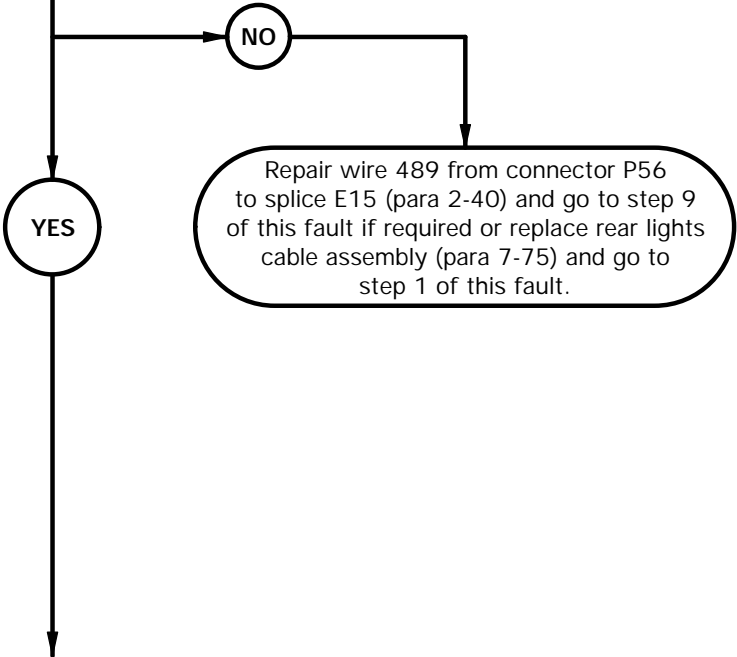 NO
YES
Repair wire 489 from connector P56
to splice E15 (para 2-40) and go to step 9
of this fault if required or replace rear lights
cable assembly (para 7-75) and go to
step 1 of this fault.